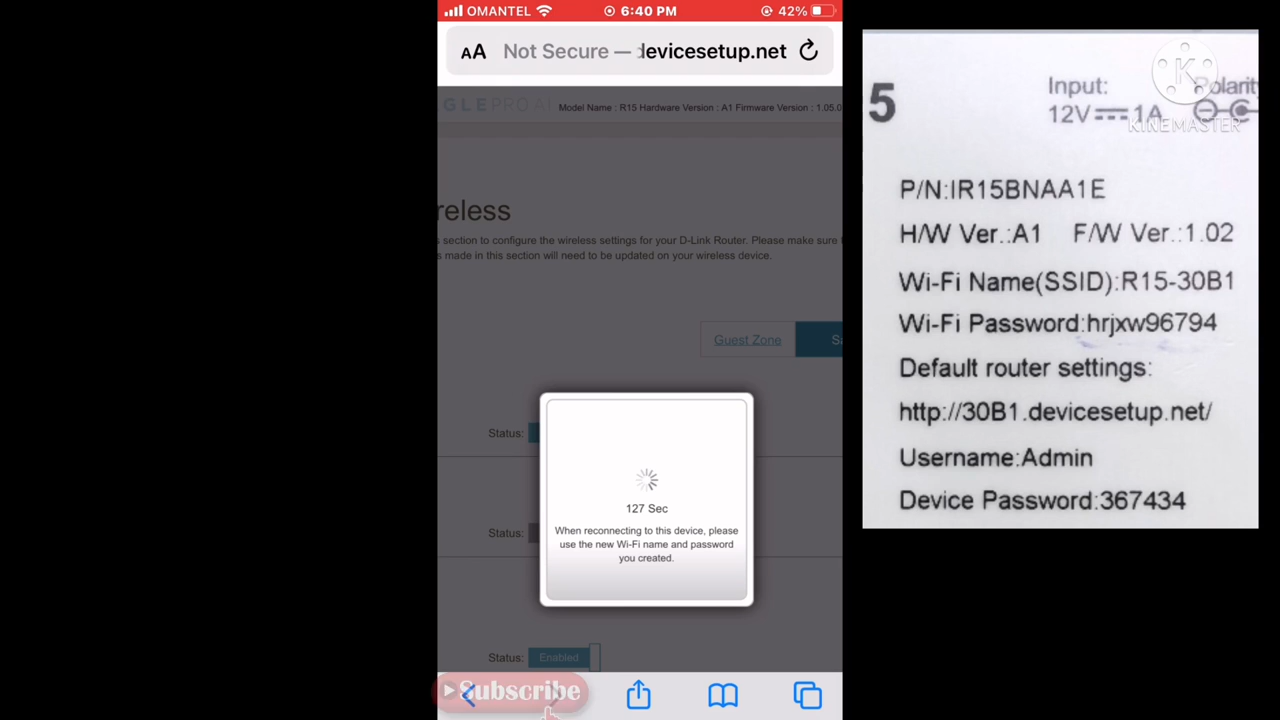 OMANTEL
6:40 PM
42%
AA Not Secure — devicesetup.net
GLE PRO AI
Model Name : R15 Hardware Version : A1 Firmware Version : 1.05.0
reless
section to configure the wireless settings for your D-Link Router. Please make sure
made in this section will need to be updated on your wireless device.
Guest Zone
Status:
Status:
127 Sec
When reconnecting to this device, please
use the new Wi-Fi name and password
you created.
Status: Enabled
Subscribe
5
Input:
Polarity
12V 1A
KINEMASTER
P/N:IR15BNAA1E
H/W Ver.:A1 F/W Ver.:1.02
Wi-Fi Name(SSID):R15-30B1
Wi-Fi Password:hrjxw96794
Default router settings:
http://30B1.devicesetup.net/
Username:Admin
Device Password:367434